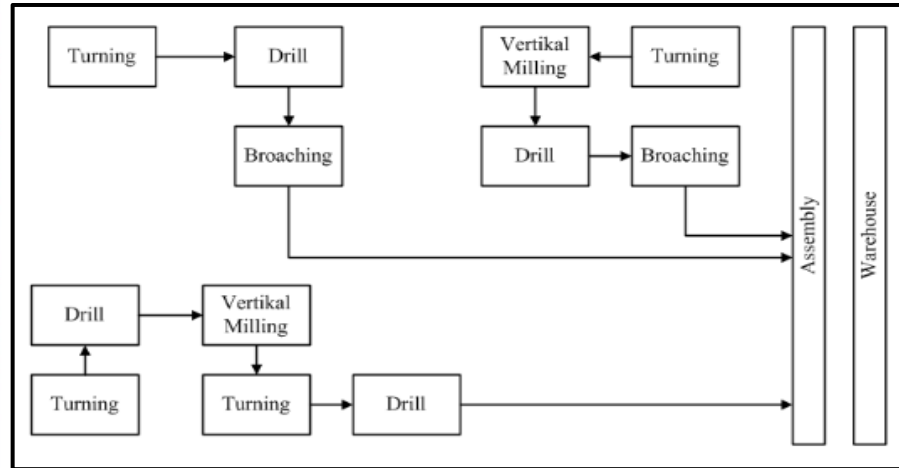 Turning
Drill
Vertikal
Milling
Turning
Broaching
Drill
Broaching
Assembly
Warehouse
Drill
Vertikal
Milling
Turning
Turning
Drill